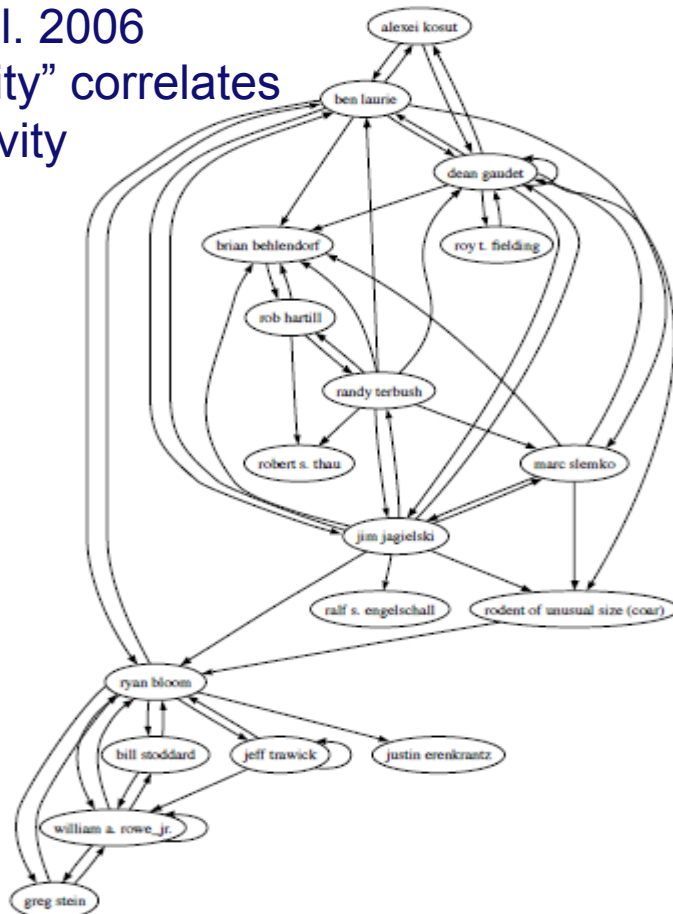 l. 2006
ity” correlates
vity
alexei kosut
ben laurie
dean gaudet
brian behlendorf
roy t. fielding
rob hartill
randy terbush
robert s. thau
marc slemko
jim jagielski
ralf s. engelschall
rodent of unusual size (coar)
ryan bloom
bill stoddard
jeff trawick
justin erenkrantz
william a. rowe_jr.
greg stein